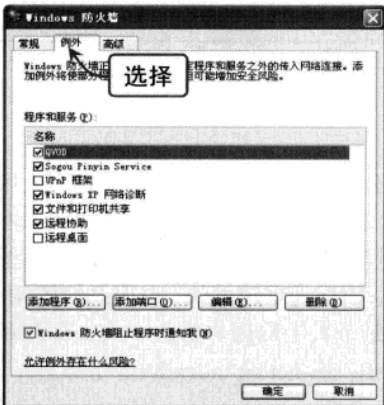 Windows 防火墙
常规 例外 高级
Windows 防火墙正 定程序和服务之外的传入网络连接。添
加例外将使部分程 但可能增加安全风险。
选择
程序和服务(P):
名称
QVOD
Sogou Pinyin Service
UPnP 框架
Windows XP 网络诊断
文件和打印机共享
远程协助
远程桌面
添加程序(R)... 添加端口(O)... 编辑(E)... 删除(D)
Windows 防火墙阻止程序时通知我(N)
允许例外存在什么风险?
确定 取消